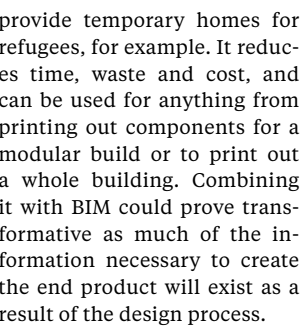 provide temporary homes for
refugees, for example. It reduc-
es time, waste and cost, and
can be used for anything from
printing out components for a
modular build or to print out
a whole building. Combining
it with BIM could prove trans-
formative as much of the in-
formation necessary to create
the end product will exist as a
result of the design process.